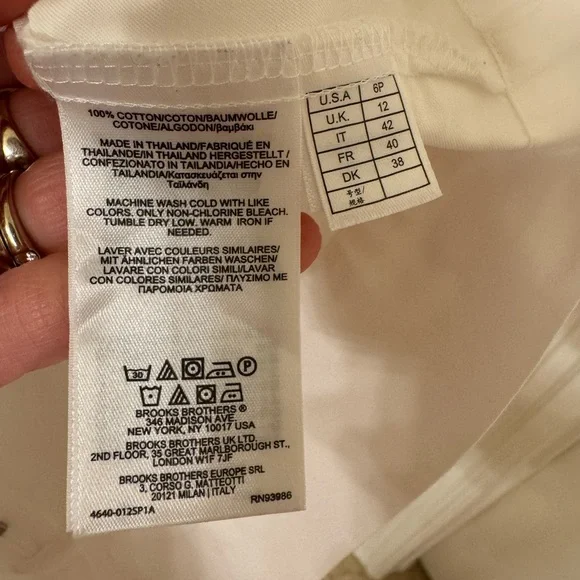 100% COTTON/COTON/BAUMWOLLE/
COTONE/ALGODON/βαμβάκι
MADE IN THAILAND/FABRIQUÉ EN
THAILANDE/IN THAILAND HERGESTELLT /
CONFEZIONATO IN TAILANDIA/HECHO EN
TAILANDIA/Κατασκευάζεται στην
Ταϊλάνδη
MACHINE WASH COLD WITH LIKE
COLORS. ONLY NON-CHLORINE BLEACH.
TUMBLE DRY LOW. WARM IRON IF
NEEDED.
LAVER AVEC COULEURS SIMILAIRES/
MIT ÄHNLICHEN FARBEN WASCHEN/
LAVARE CON COLORI SIMILI/LAVAR
CON COLORES SIMILARES/ ΠΛΥΣΙΜΟ ΜΕ
ΠΑΡΟΜΟΙΑ ΧΡΩΜΑΤΑ
30 P
BROOKS BROTHERS ®
346 MADISON AVE.
NEW YORK, NY 10017 USA
BROOKS BROTHERS UK LTD.
2ND FLOOR, 35 GREAT MARLBOROUGH ST.,
LONDON W1F 7JF
BROOKS BROTHERS EUROPE SRL
3, CORSO G. MATTEOTTI
20121 MILAN | ITALY
RN93986
4640-012SP1A
U.S.A 6P
U.K. 12
IT 42
FR 40
DK 38
号型/
规格